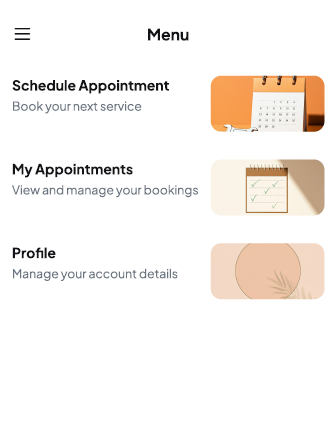 Menu
Schedule Appointment
Book your next service
My Appointments
View and manage your bookings
Profile
Manage your account details